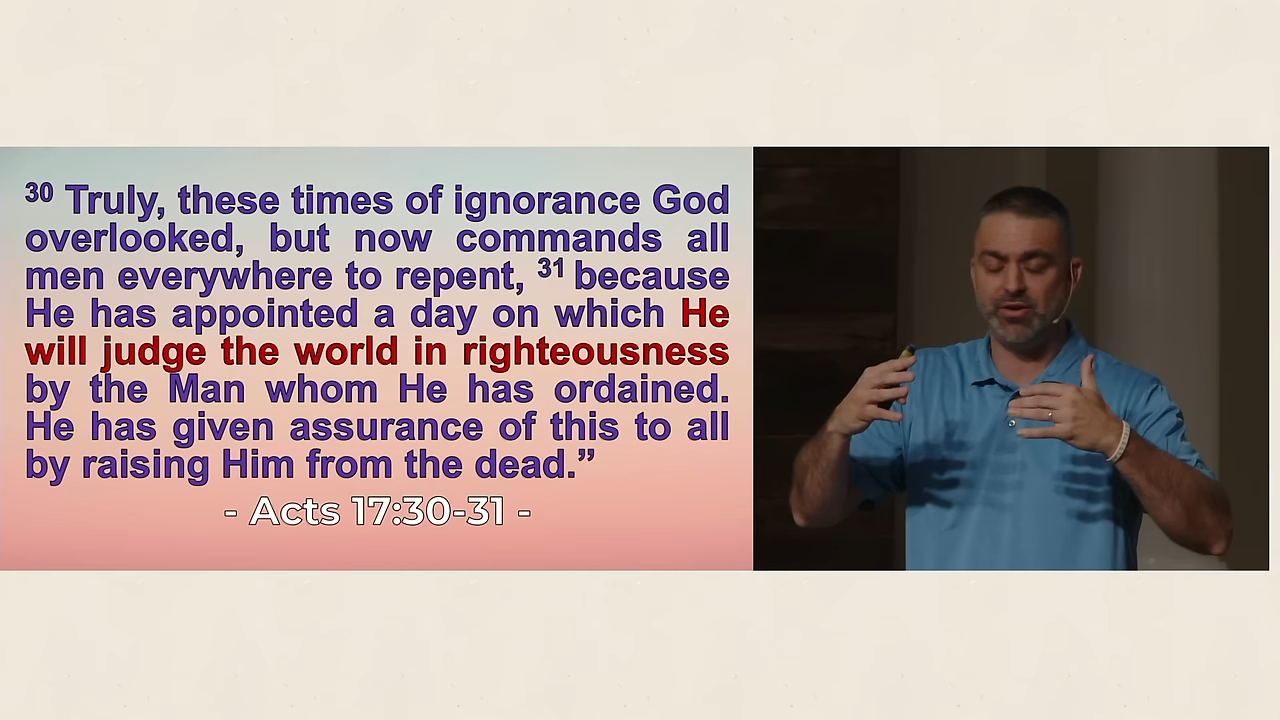 30 Truly, these times of ignorance God
overlooked, but now commands all
men everywhere to repent, 31 because
He has appointed a day on which He
will judge the world in righteousness
by the Man whom He has ordained.
He has given assurance of this to all
by raising Him from the dead.”
- Acts 17:30-31 -